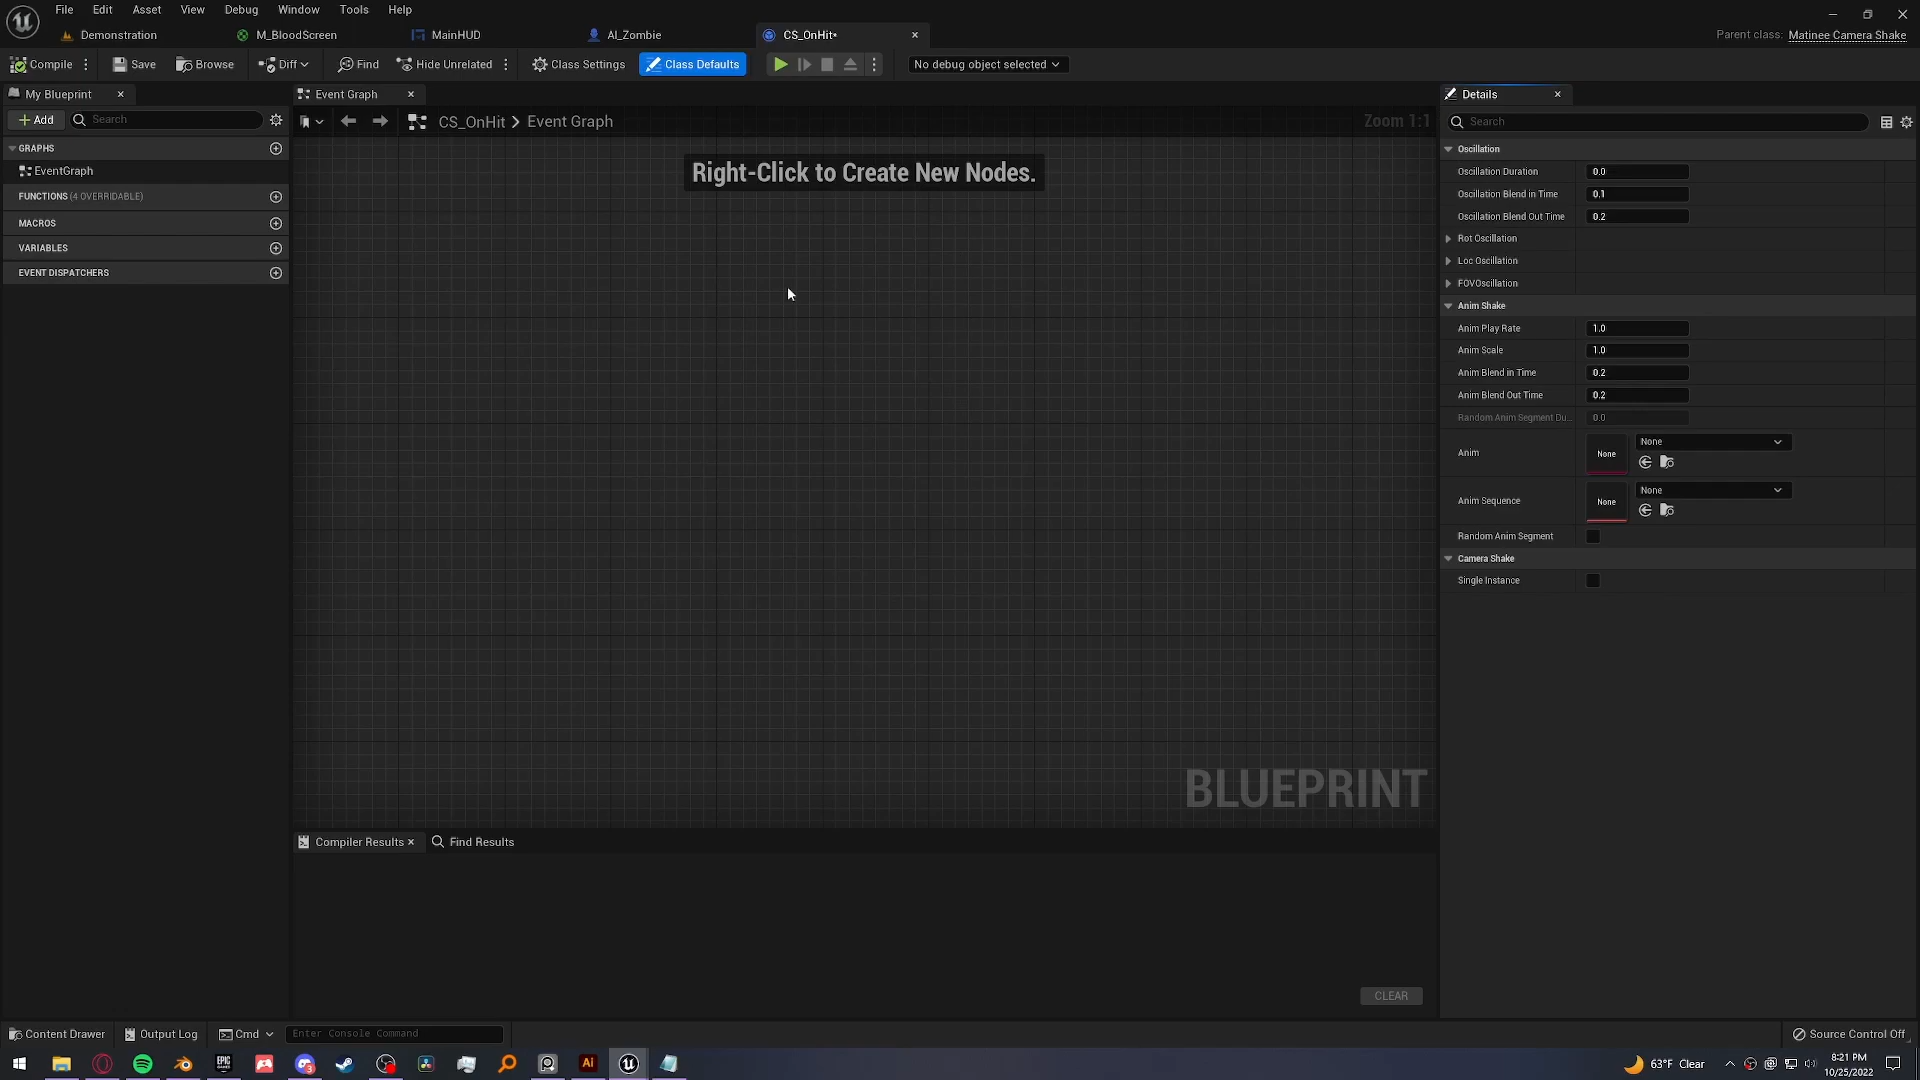 File Edit Asset View Debug Window Tools Help
Demonstration M_BloodScreen MainHUD AI_Zombie CS_OnHit* Parent class: Matinee Camera Shake
Compile Save Browse Diff Find Hide Unrelated Class Settings Class Defaults No debug object selected
My Blueprint Event Graph Details
Add Search CS_OnHit Event Graph Zoom 1:1 Search
GRAPHS
EventGraph
FUNCTIONS (4 OVERRIDABLE)
MACROS
VARIABLES
EVENT DISPATCHERS
Right-Click to Create New Nodes.
BLUEPRINT
Oscillation
Oscillation Duration 0.0
Oscillation Blend in Time 0.1
Oscillation Blend Out Time 0.2
Rot Oscillation
Loc Oscillation
FOVOscillation
Anim Shake
Anim Play Rate 1.0
Anim Scale 1.0
Anim Blend in Time 0.2
Anim Blend Out Time 0.2
Random Anim Segment Du... 0.0
Anim None None
Anim Sequence None None
Random Anim Segment
Camera Shake
Single Instance
Compiler Results Find Results
CLEAR
Content Drawer Output Log Cmd Enter Console Command Source Control Off
Ai 63°F Clear 8:21 PM
10/25/2022